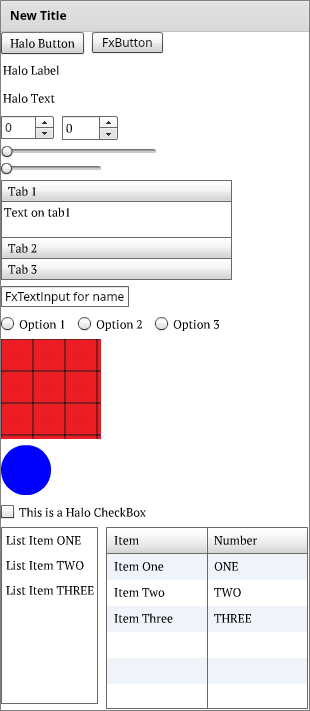 New Title
Halo Button FxButton
Halo Label
Halo Text
0 0
Tab 1
Text on tab1
Tab 2
Tab 3
FxTextInput for name
Option 1 Option 2 Option 3
This is a Halo CheckBox
List Item ONE
List Item TWO
List Item THREE
Item Number
Item One ONE
Item Two TWO
Item Three THREE